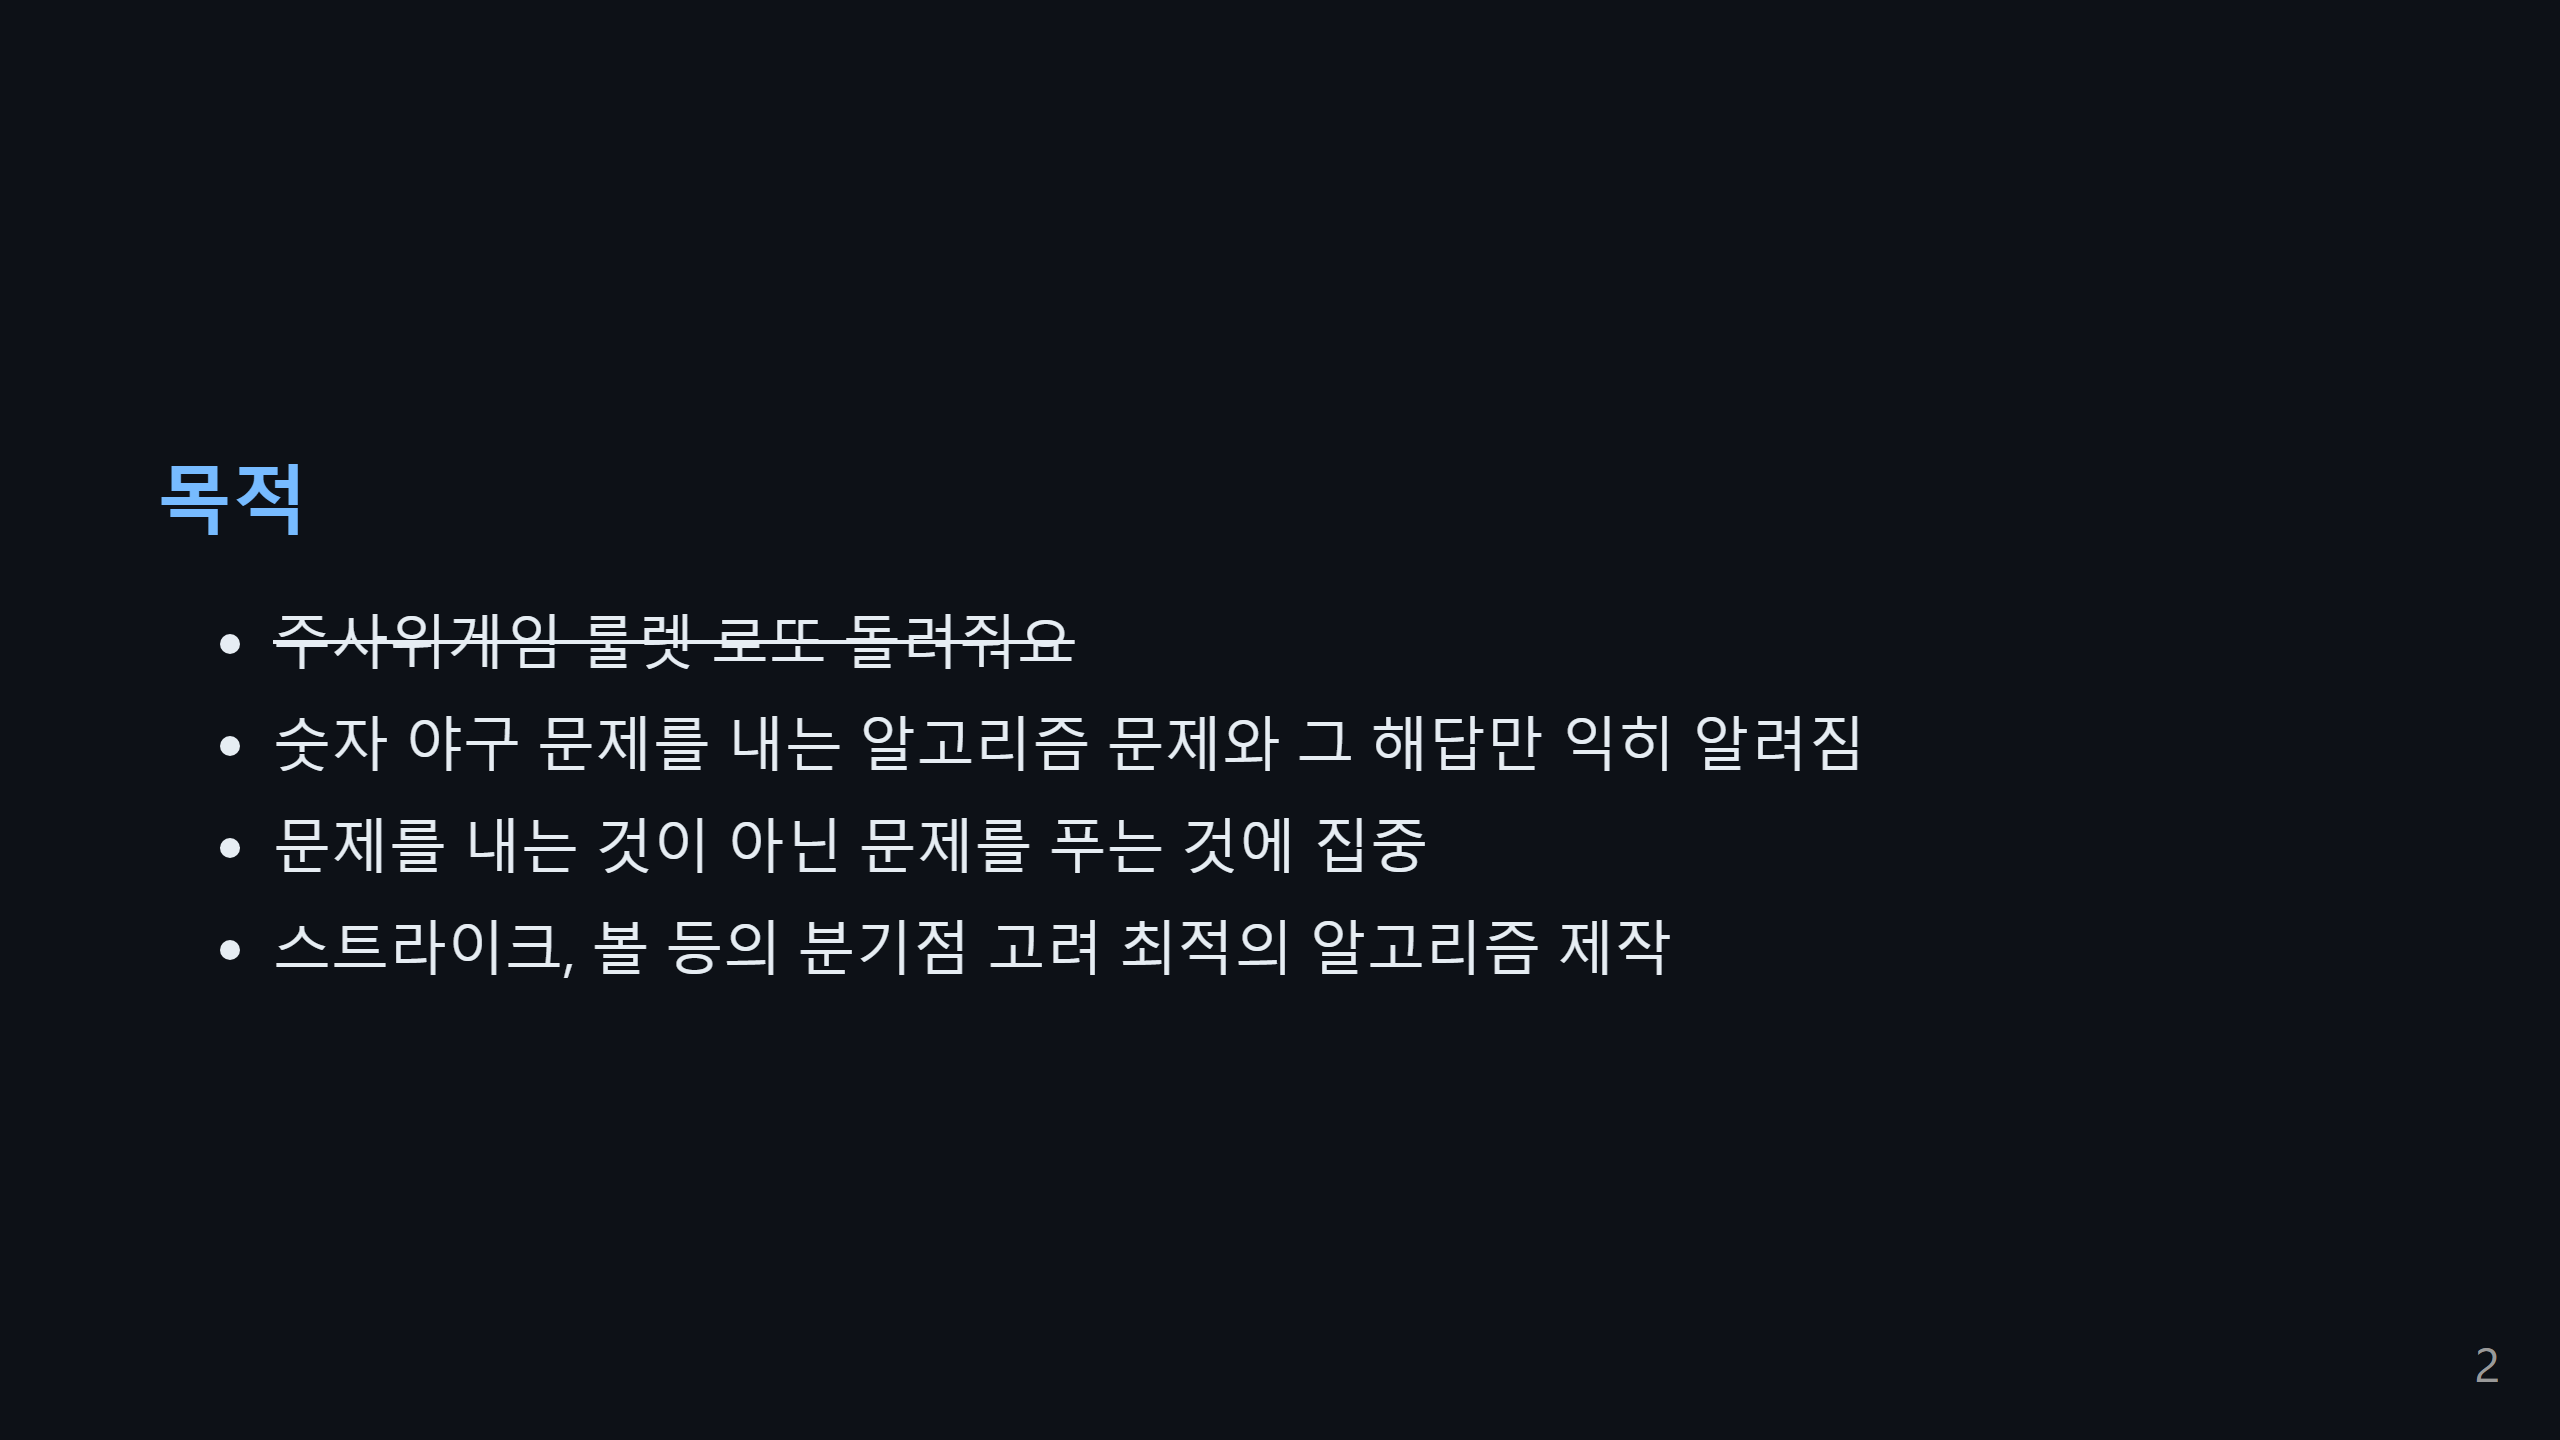 목적
주사위게임 룰렛 로또 돌려줘요
숫자 야구 문제를 내는 알고리즘 문제와 그 해답만 익히 알려짐
문제를 내는 것이 아닌 문제를 푸는 것에 집중
스트라이크, 볼 등의 분기점 고려 최적의 알고리즘 제작
2